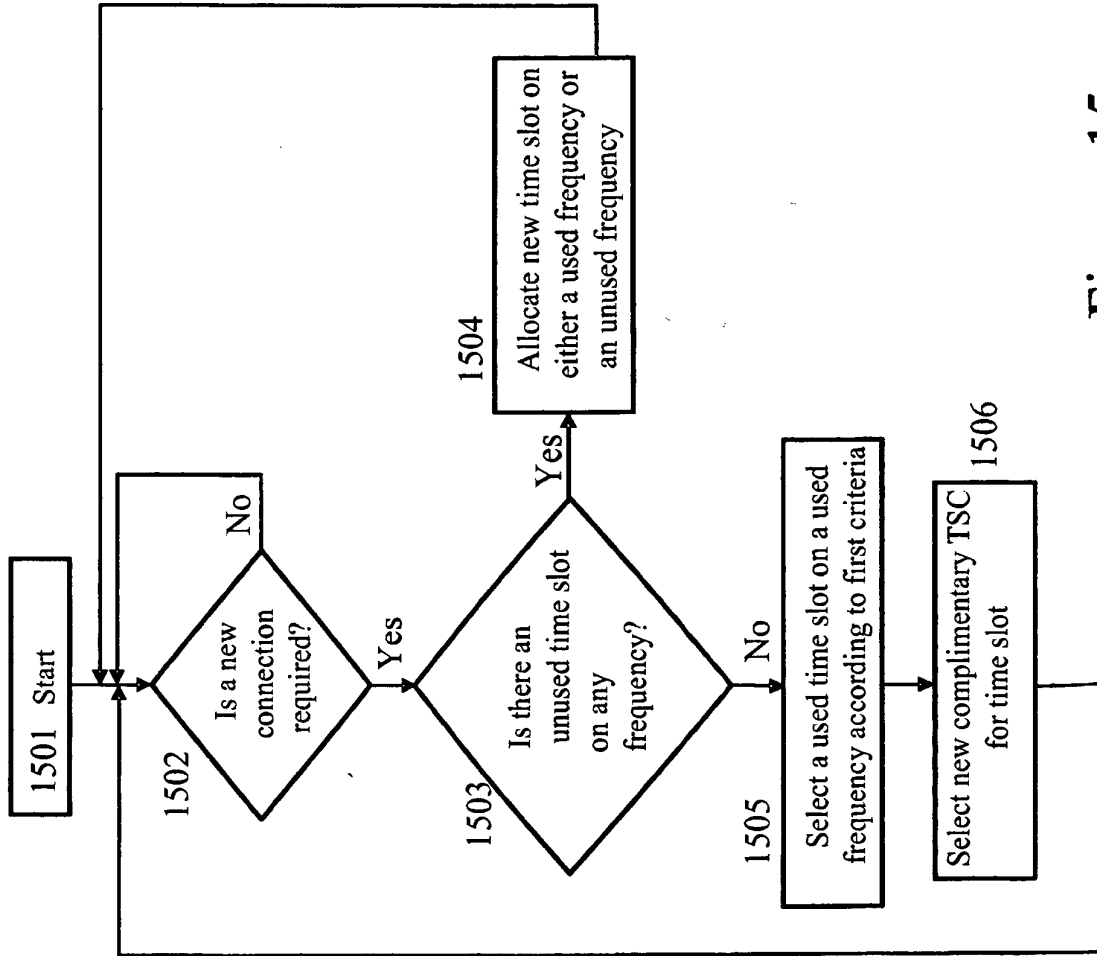 1501 Start
1502
Is a new
connection
required?
No
Yes
1503
Is there an
unused time slot
on any
frequency?
Yes
No
1504
Allocate new time slot on
either a used frequency or
an unused frequency
1505
Select a used time slot on a used
frequency according to first criteria
Select new complimentary TSC
for time slot
1506